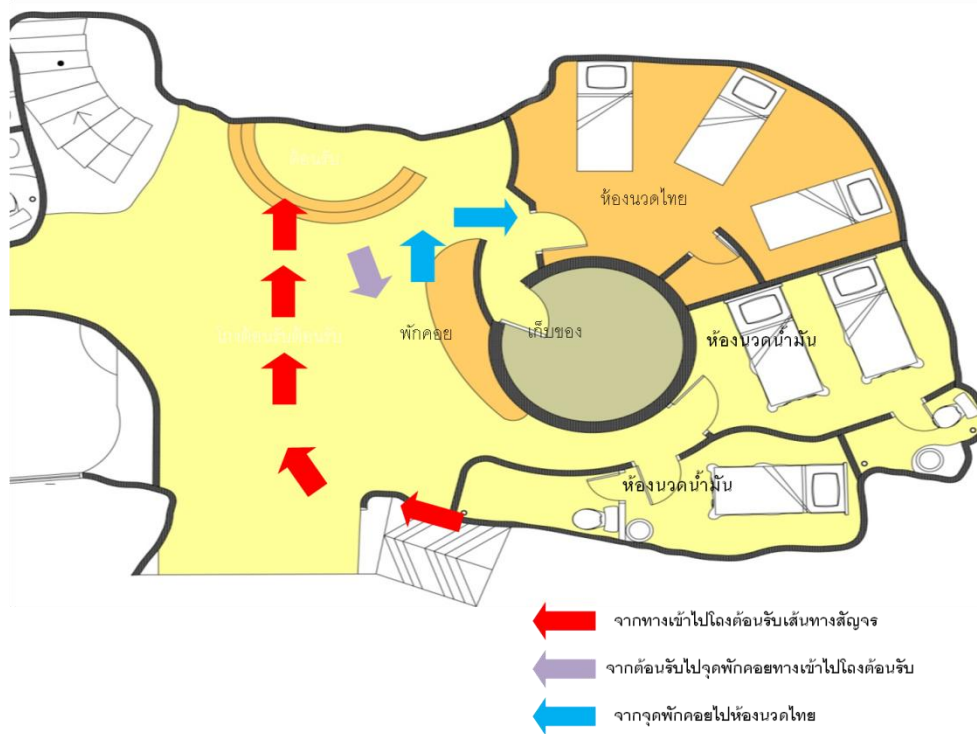 ต้อนรับ
ห้องนวดไทย
พักคอย
เก็บของ
ห้องนวดน้ำมัน
ห้องนวดน้ำมัน
จากทางเข้าไปโถงต้อนรับเส้นทางสัญจร
จากต้อนรับไปจุดพักคอยทางเข้าไปโถงต้อนรับ
จากจุดพักคอยไปห้องนวดไทย